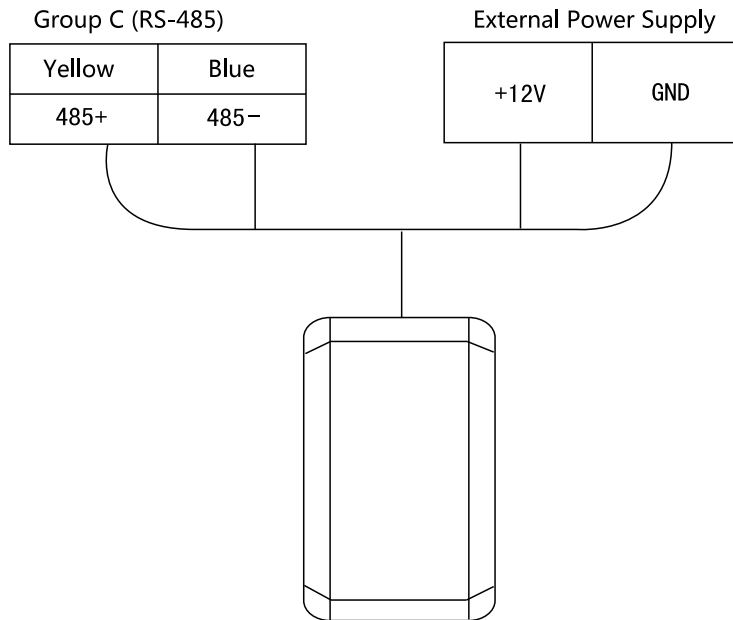 Group C (RS-485)
External Power Supply
Yellow
Blue
485+
485−
+12V
GND